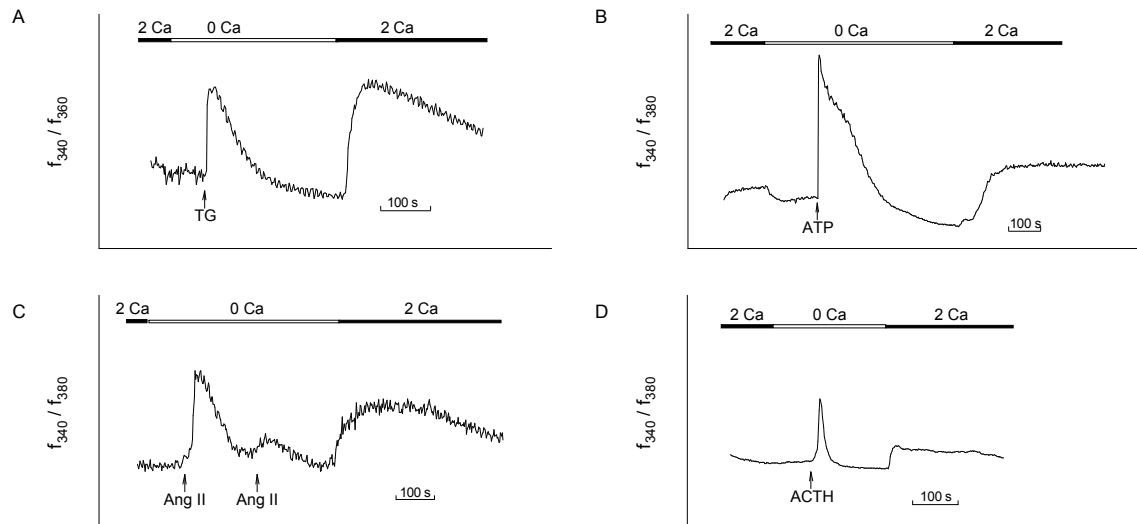 A
2 Ca 0 Ca 2 Ca
f340 / f360
TG
100 s
B
2 Ca 0 Ca 2 Ca
f340 / f380
ATP
100 s
C
2 Ca 0 Ca 2 Ca
f340 / f380
Ang II Ang II
100 s
D
2 Ca 0 Ca 2 Ca
f340 / f380
ACTH
100 s